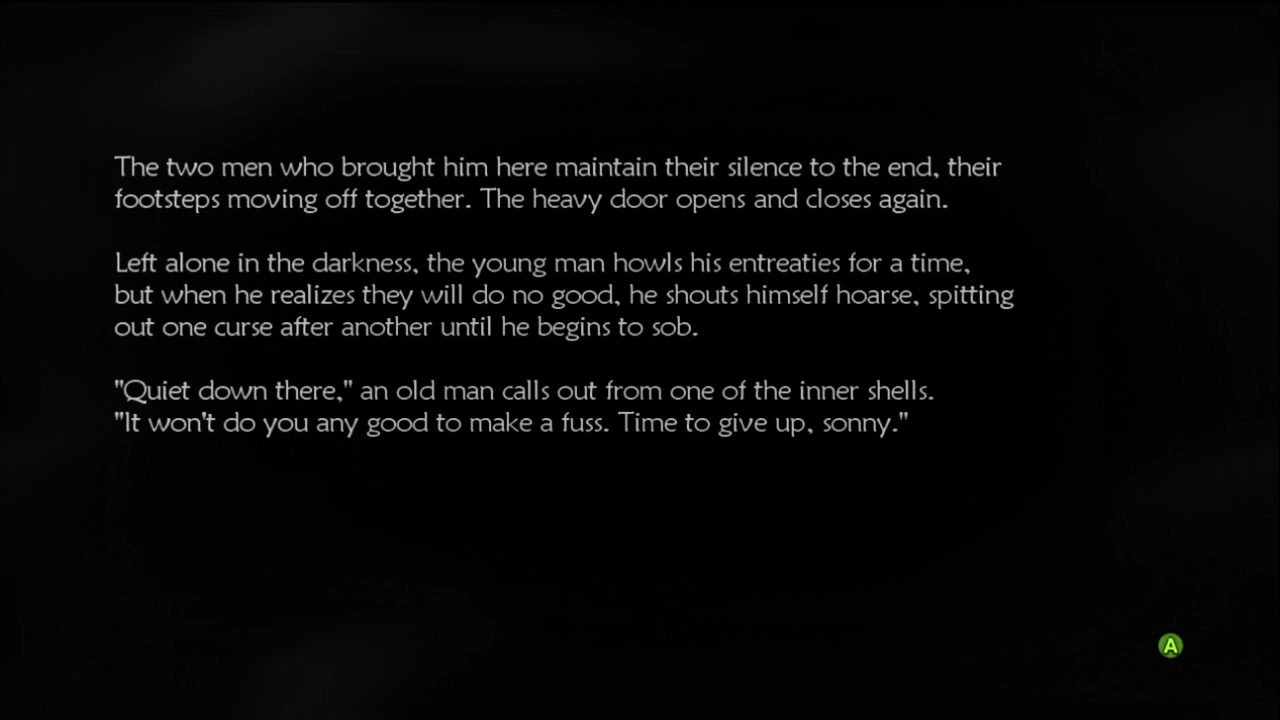 The two men who brought him here maintain their silence to the end, their
footsteps moving off together. The heavy door opens and closes again.
Left alone in the darkness, the young man howls his entreaties for a time,
but when he realizes they will do no good, he shouts himself hoarse, spitting
out one curse after another until he begins to sob.
"Quiet down there," an old man calls out from one of the inner shells.
"It won't do you any good to make a fuss. Time to give up, sonny."
A